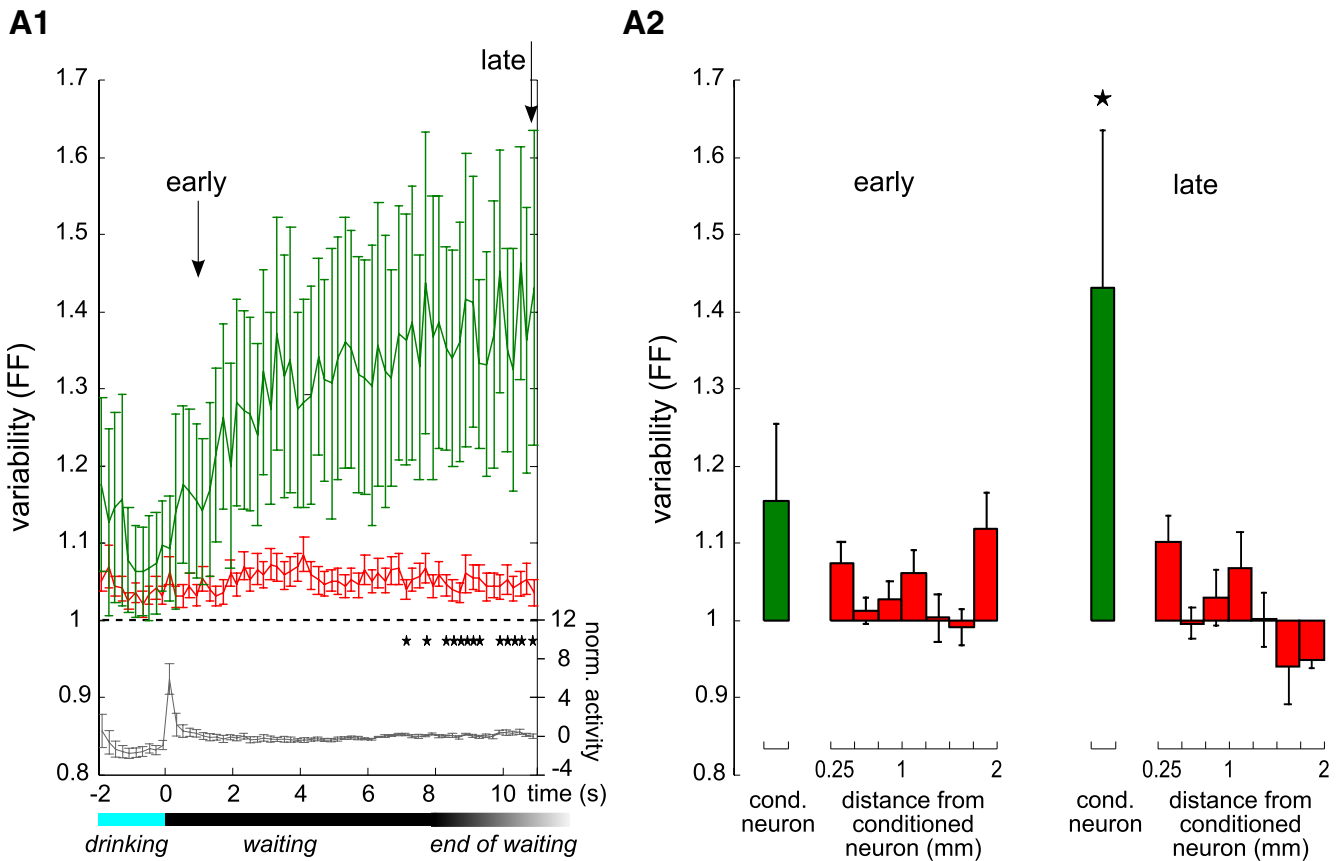 A1
variability (FF)
1.7
1.6
1.5
1.4
1.3
1.2
1.1
1
0.9
0.8
early
late
12
8
4
0
-4
norm. activity
-2 0 2 4 6 8 10 time (s)
drinking waiting end of waiting
A2
variability (FF)
1.7
1.6
1.5
1.4
1.3
1.2
1.1
1
0.9
0.8
early
late
0.25 1 2
cond.
neuron
distance from
conditioned
neuron (mm)
0.25 1 2
cond.
neuron
distance from
conditioned
neuron (mm)